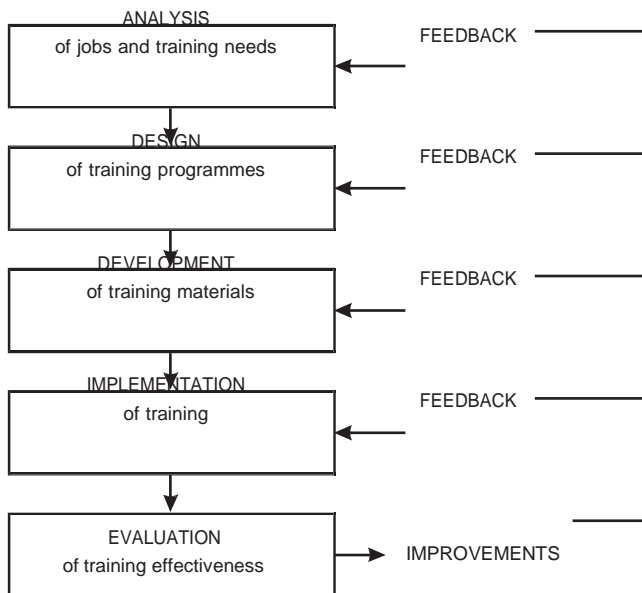 ANALYSIS
of jobs and training needs
FEEDBACK
DESIGN
of training programmes
FEEDBACK
DEVELOPMENT
of training materials
FEEDBACK
IMPLEMENTATION
of training
FEEDBACK
EVALUATION
of training effectiveness
IMPROVEMENTS